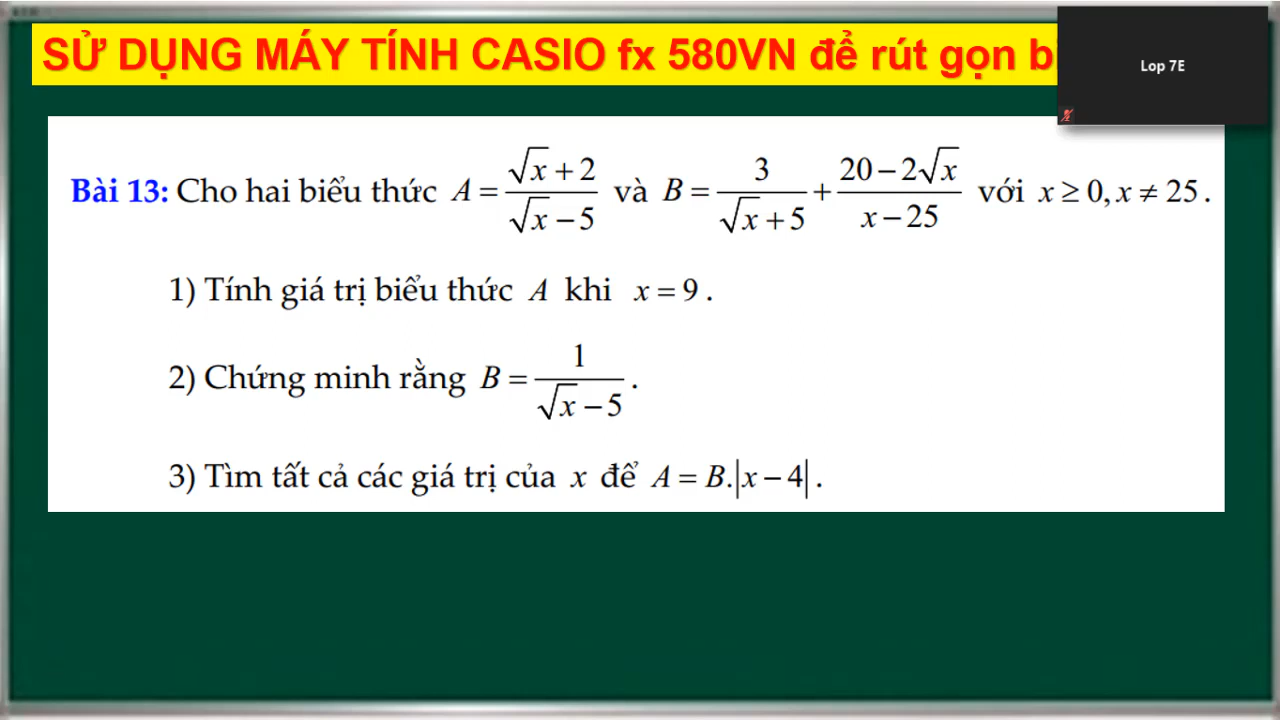 SỬ DỤNG MÁY TÍNH CASIO fx 580VN để rút gọn
Lop 7E
Bài 13: Cho hai biểu thức A = (√x + 2)/(√x − 5) và B = 3/(√x + 5) + (20 − 2√x)/(x − 25) với x ≥ 0, x ≠ 25.
1) Tính giá trị biểu thức A khi x = 9.
2) Chứng minh rằng B = 1/(√x − 5).
3) Tìm tất cả các giá trị của x để A = B.|x − 4|.